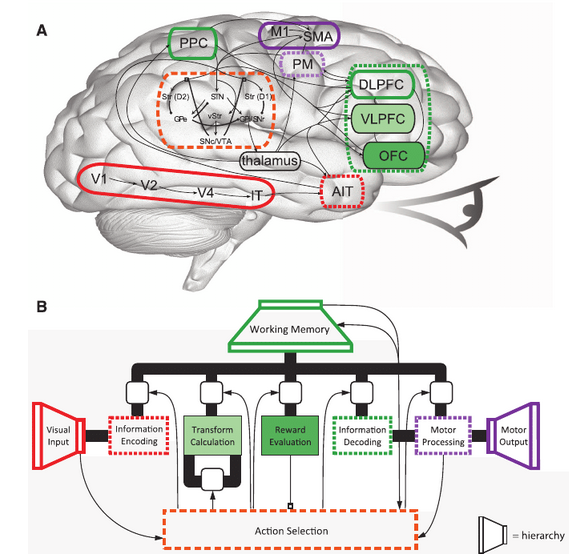 A
PPC
M1
SMA
PM
Str (D2)
STN
Str (D1)
GPe
vStr
GPi/SNr
SNc/VTA
DLPFC
VLPFC
OFC
thalamus
V1
V2
V4
IT
AIT
B
Working Memory
Visual
Input
Information
Encoding
Transform
Calculation
Reward
Evaluation
Information
Decoding
Motor
Processing
Motor
Output
Action Selection
= hierarchy